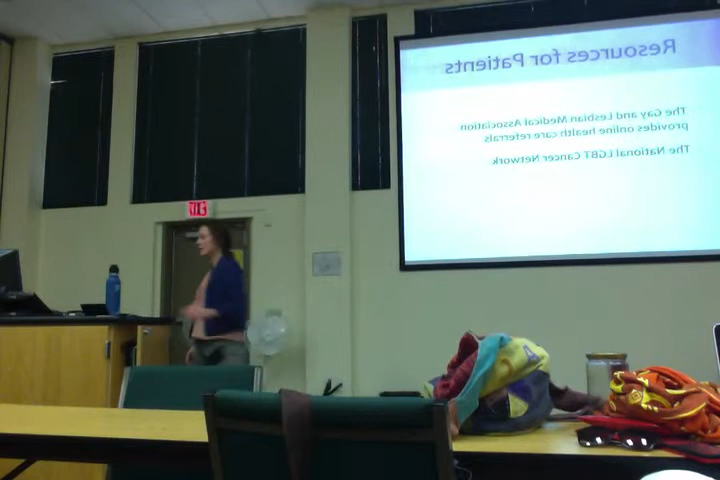 Resources for Patients
The Gay and Lesbian Medical Association
provides online health care referrals
The National LGBT Cancer Network
EXIT